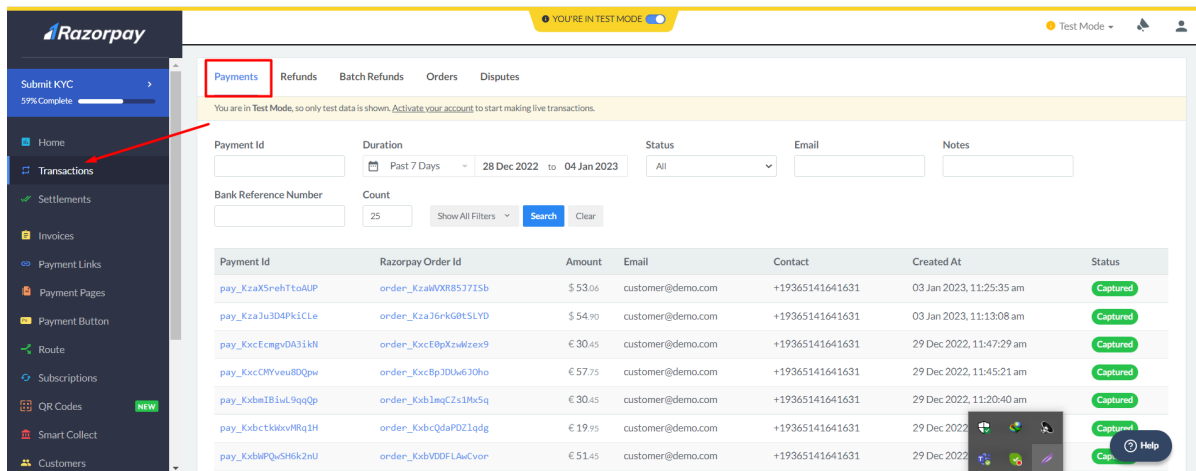 YOU'RE IN TEST MODE
Razorpay
Test Mode
Submit KYC
59% Complete
Home
Transactions
Settlements
Invoices
Payment Links
Payment Pages
Payment Button
Route
Subscriptions
QR Codes NEW
Smart Collect
Customers
Payments Refunds Batch Refunds Orders Disputes
You are in Test Mode, so only test data is shown. Activate your account to start making live transactions.
Payment Id Duration Status Email Notes
Past 7 Days 28 Dec 2022 to 04 Jan 2023 All
Bank Reference Number Count
25 Show All Filters Search Clear
Payment Id Razorpay Order Id Amount Email Contact Created At Status
pay_KzaX5rehTtoAUP order_KzaWVXR85J7ISb $ 53.06 customer@demo.com +19365141641631 03 Jan 2023, 11:25:35 am Captured
pay_KzaJu3D4PkiCLe order_KzaJ6rkG0tSLYD $ 54.90 customer@demo.com +19365141641631 03 Jan 2023, 11:13:08 am Captured
pay_KxcEcmgvDA3ikN order_KxcE0pXzwWzex9 € 30.45 customer@demo.com +19365141641631 29 Dec 2022, 11:47:29 am Captured
pay_KxcCMYveu8DQpw order_KxcBpJDUw6JOho € 57.75 customer@demo.com +19365141641631 29 Dec 2022, 11:45:21 am Captured
pay_KxbmIBiwL9qqQp order_KxblmqCZs1Mx5q € 30.45 customer@demo.com +19365141641631 29 Dec 2022, 11:20:40 am Captured
pay_KxbctkWxvMRq1H order_KxbcQdaPDZlqdg € 19.95 customer@demo.com +19365141641631 29 Dec 2022 Captured
pay_KxbWPQwSH6k2nU order_KxbVDDFLAwCvor € 51.45 customer@demo.com +19365141641631 29 Dec 2022 Cap
Help